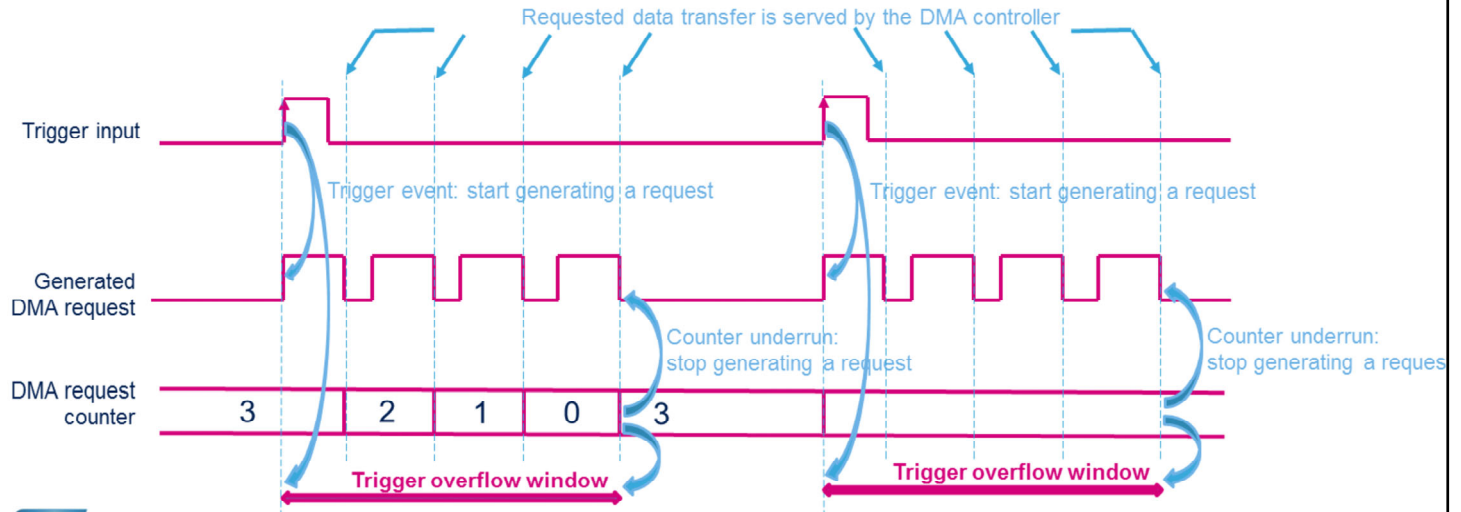 Requested data transfer is served by the DMA controller
Trigger input
Trigger event: start generating a request
Trigger event: start generating a request
Generated
DMA request
Counter underrun:
stop generating a request
Counter underrun:
stop generating a reques
DMA request
counter
3
2
1
0
3
Trigger overflow window
Trigger overflow window